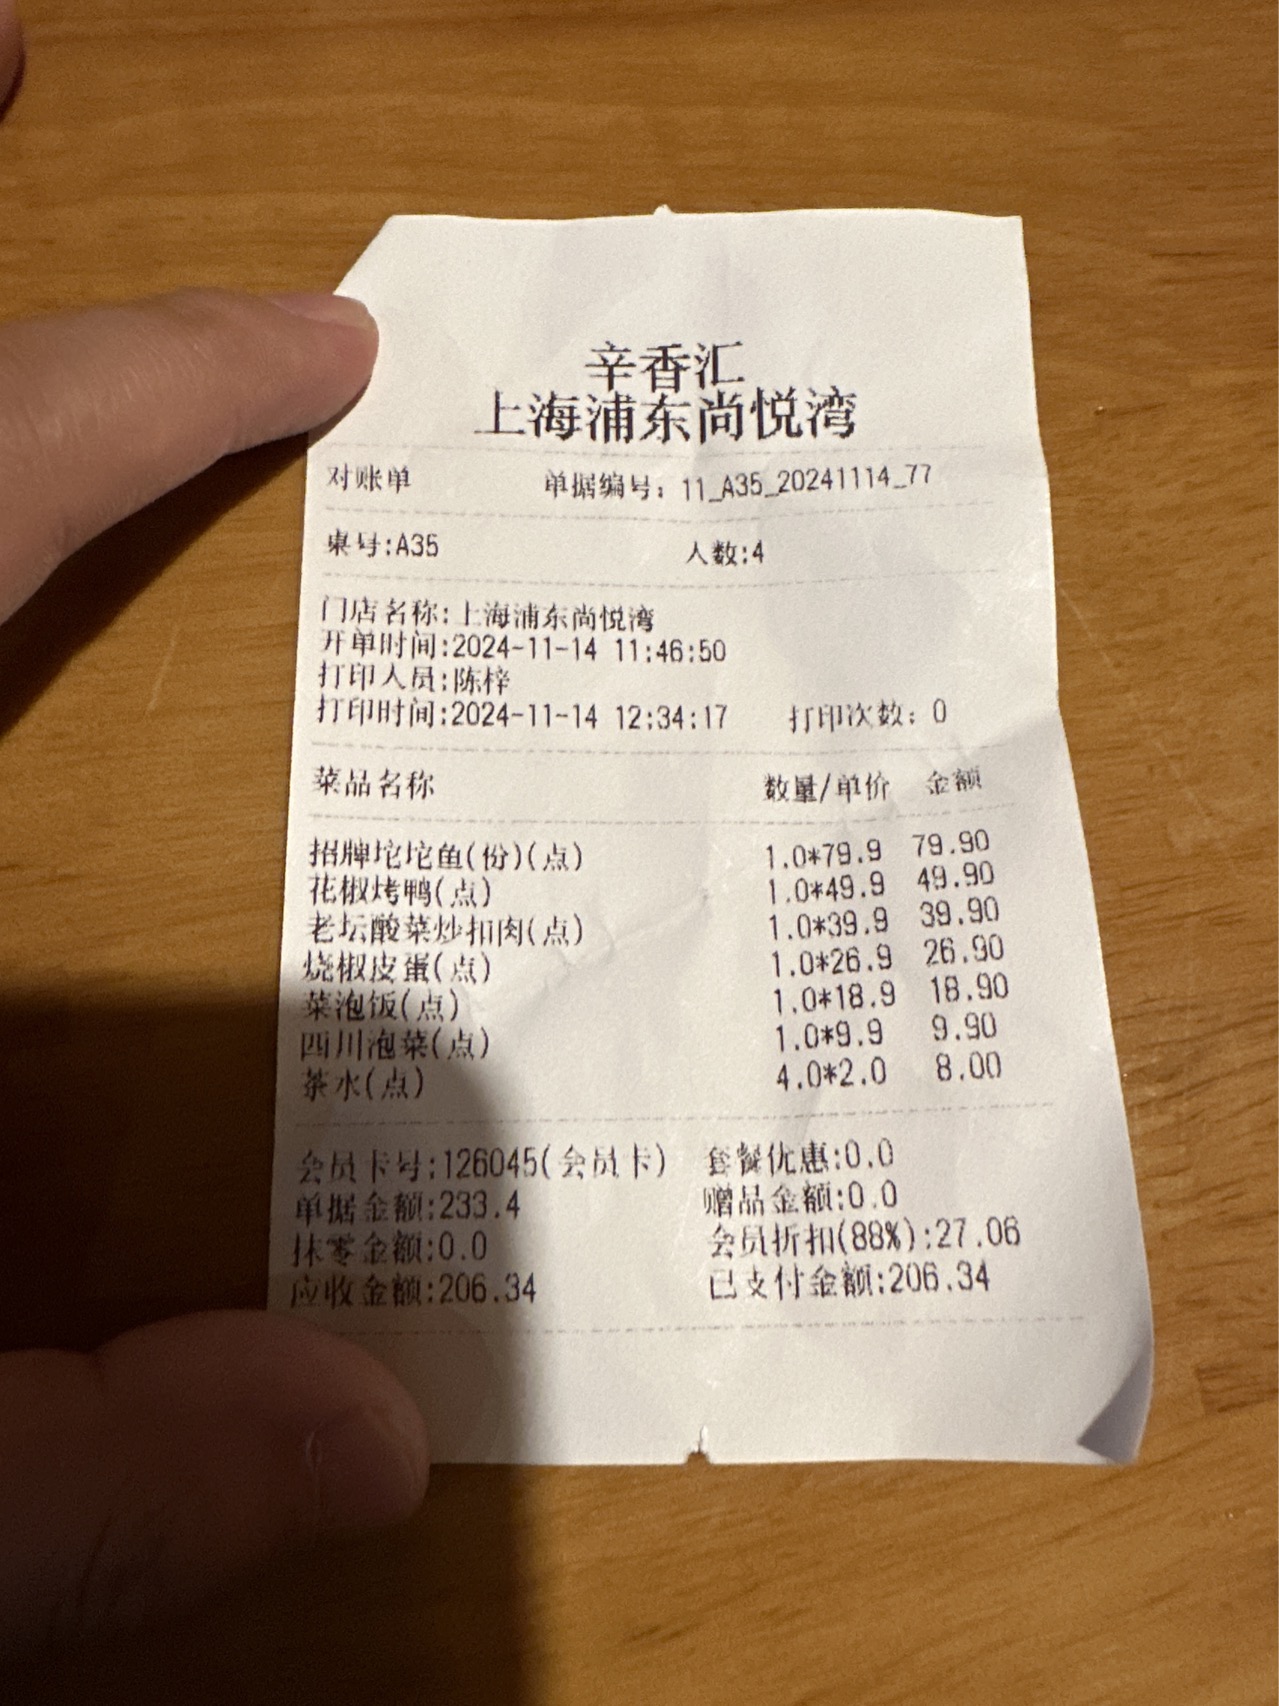 辛香汇
上海浦东尚悦湾
对账单 单据编号：11_A35_20241114_77
桌号:A35 人数:4
门店名称:上海浦东尚悦湾
开单时间:2024-11-14 11:46:50
打印人员:陈梓
打印时间:2024-11-14 12:34:17 打印次数：0
菜品名称 数量/单价 金额
招牌坨坨鱼(份)(点) 1.0*79.9 79.90
花椒烤鸭(点) 1.0*49.9 49.90
老坛酸菜炒扣肉(点) 1.0*39.9 39.90
烧椒皮蛋(点) 1.0*26.9 26.90
菜泡饭(点) 1.0*18.9 18.90
四川泡菜(点) 1.0*9.9 9.90
茶水(点) 4.0*2.0 8.00
会员卡号:126045(会员卡) 套餐优惠:0.0
单据金额:233.4 赠品金额:0.0
抹零金额:0.0 会员折扣(88%):27.06
应收金额:206.34 已支付金额:206.34